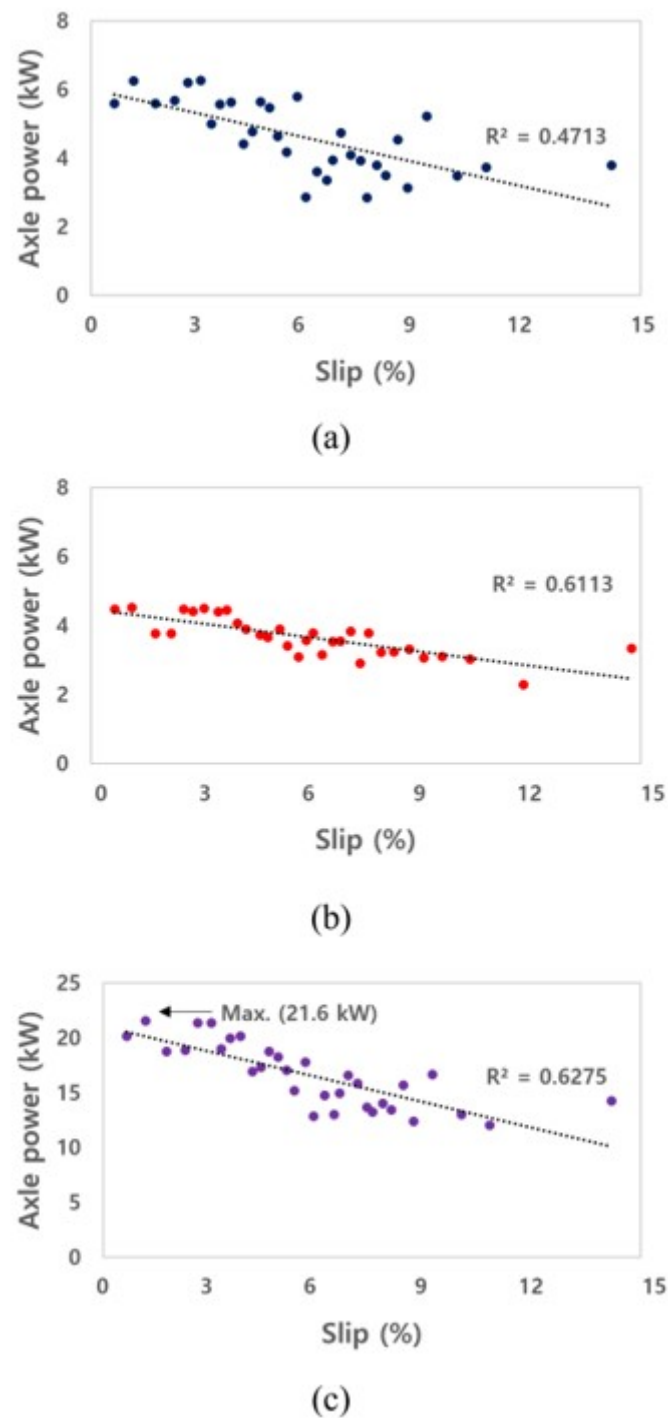 Axle power (kW)
8
6
4
2
0
R² = 0.4713
0 3 6 9 12 15
Slip (%)
(a)
Axle power (kW)
8
6
4
2
0
R² = 0.6113
0 3 6 9 12 15
Slip (%)
(b)
Axle power (kW)
25
20
15
10
5
0
Max. (21.6 kW)
R² = 0.6275
0 3 6 9 12 15
Slip (%)
(c)